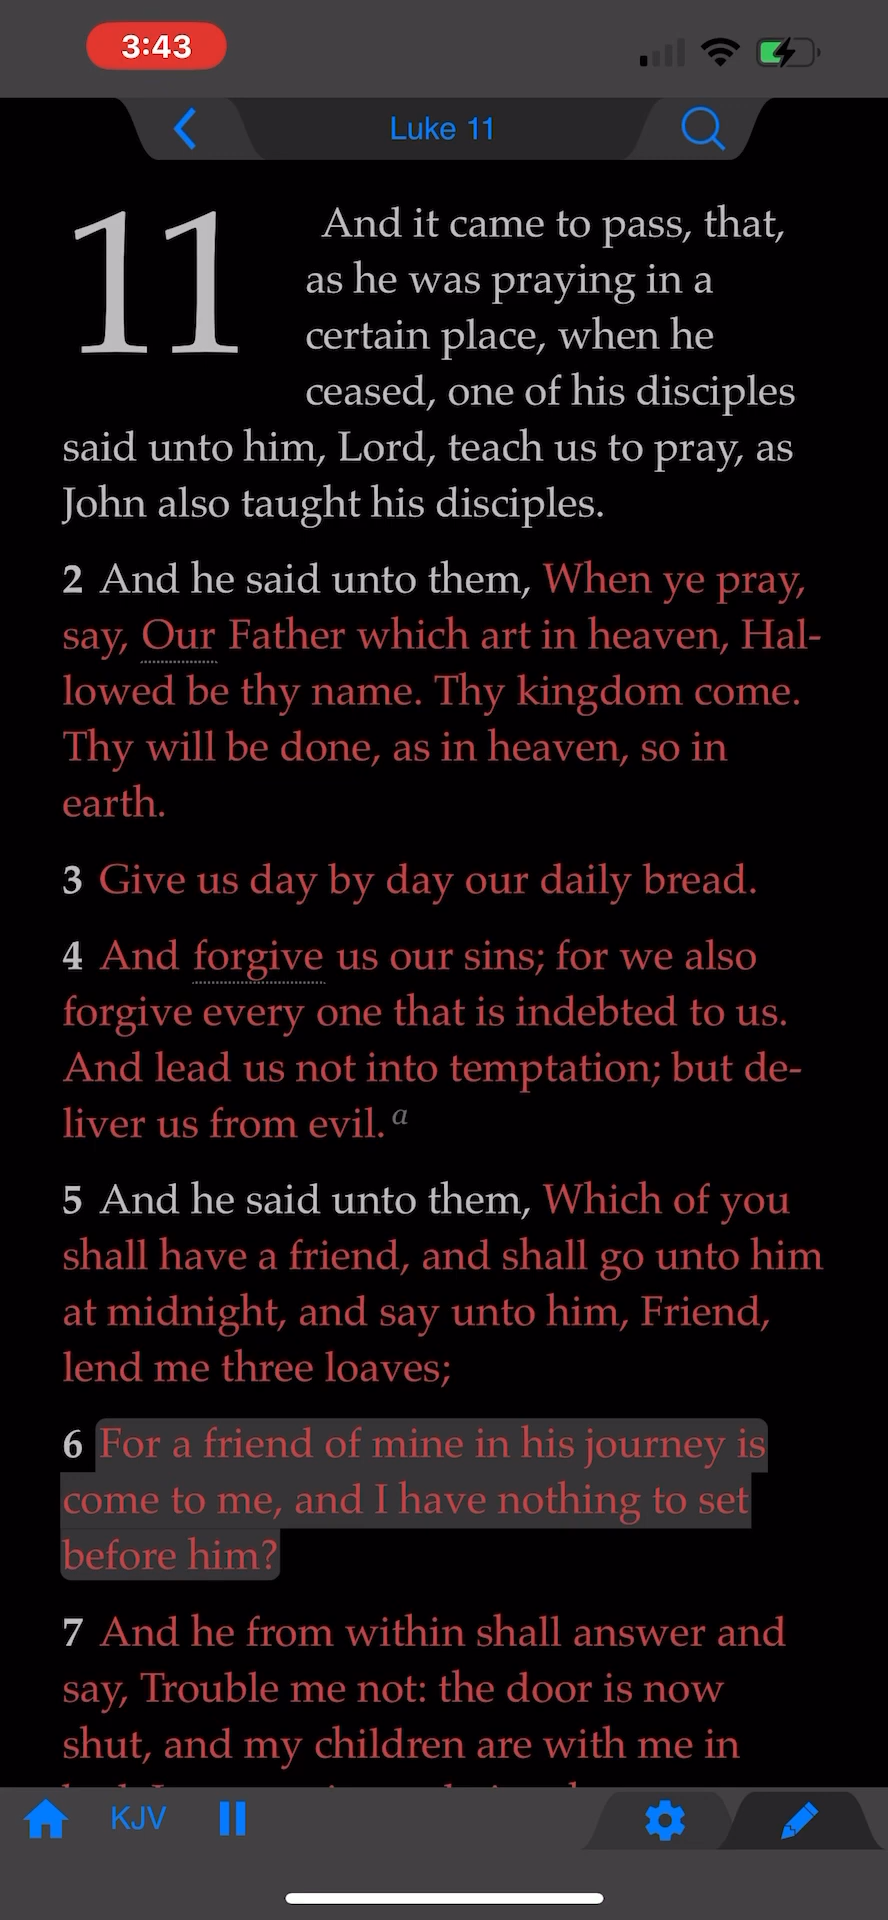 3:43
Luke 11
11 And it came to pass, that,
as he was praying in a
certain place, when he
ceased, one of his disciples
said unto him, Lord, teach us to pray, as
John also taught his disciples.
2 And he said unto them, When ye pray,
say, Our Father which art in heaven, Hal-
lowed be thy name. Thy kingdom come.
Thy will be done, as in heaven, so in
earth.
3 Give us day by day our daily bread.
4 And forgive us our sins; for we also
forgive every one that is indebted to us.
And lead us not into temptation; but de-
liver us from evil. a
5 And he said unto them, Which of you
shall have a friend, and shall go unto him
at midnight, and say unto him, Friend,
lend me three loaves;
6 For a friend of mine in his journey is
come to me, and I have nothing to set
before him?
7 And he from within shall answer and
say, Trouble me not: the door is now
shut, and my children are with me in
KJV